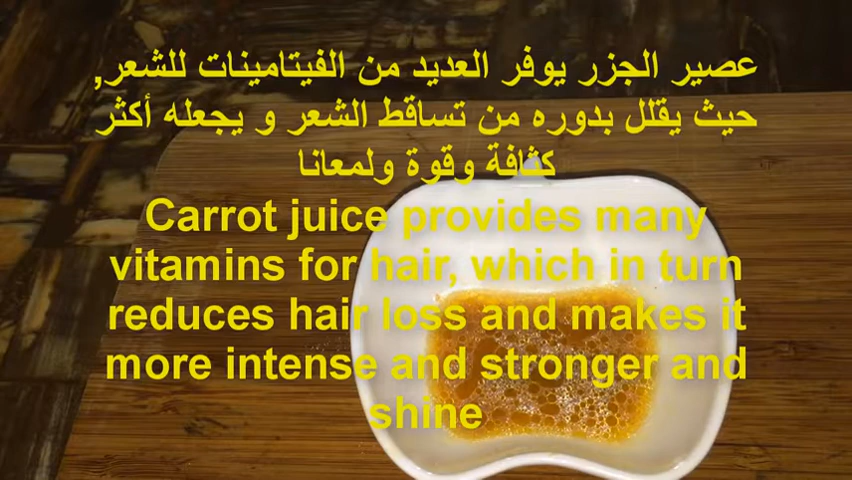 عصير الجزر يوفر العديد من الفيتامينات للشعر,
حيث يقلل بدوره من تساقط الشعر و يجعله أكثر
كثافة وقوة ولمعانا
Carrot juice provides many
vitamins for hair, which in turn
reduces hair loss and makes it
more intense and stronger and
shine